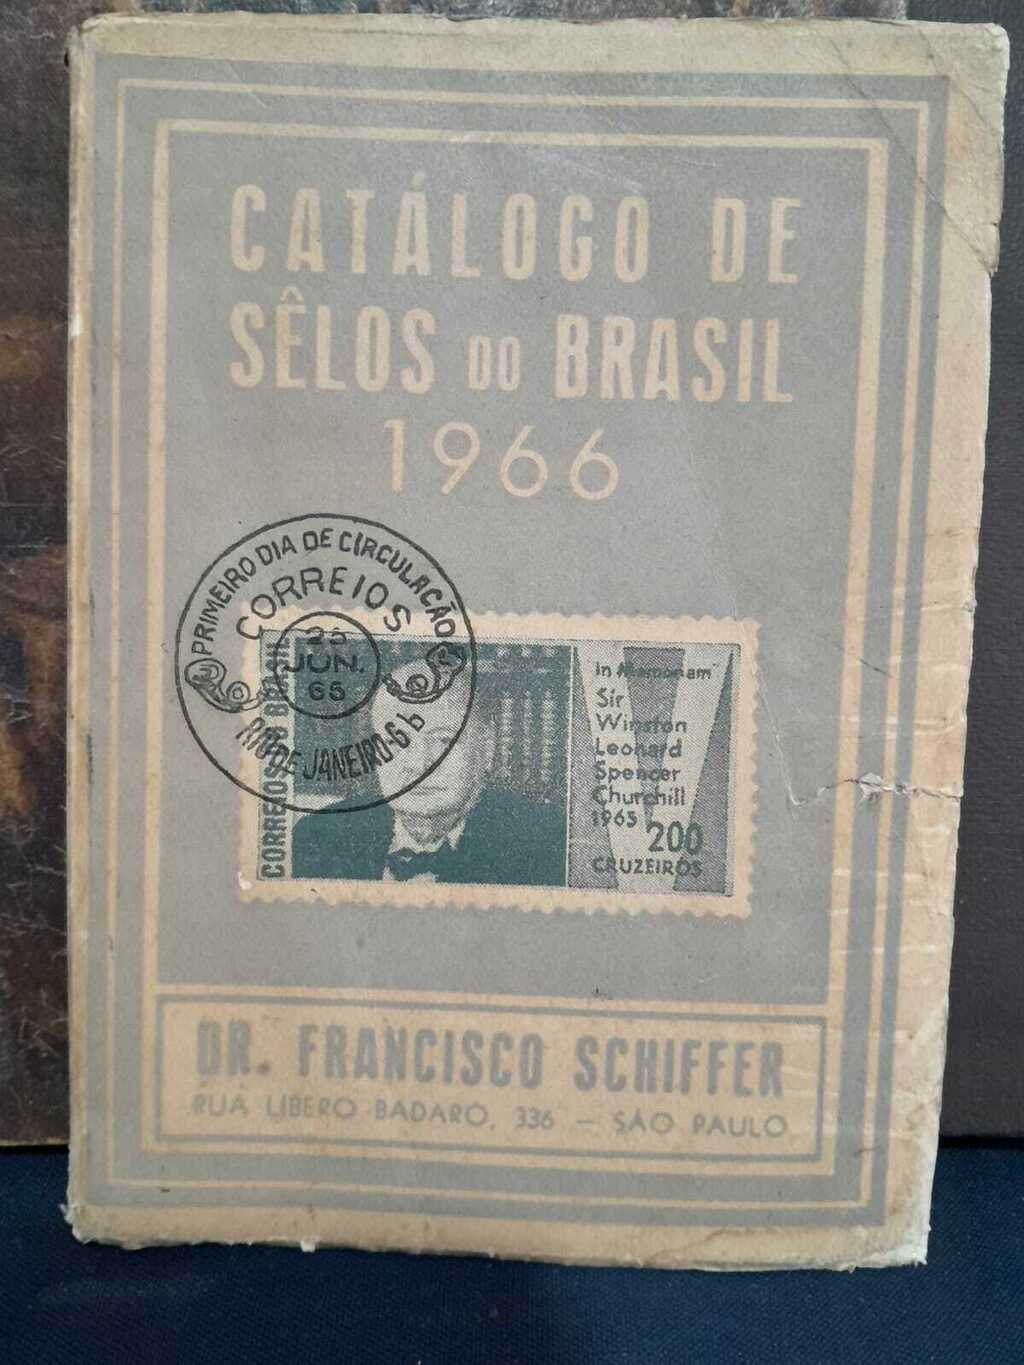 CATÁLOGO DE
SÊLOS DO BRASIL
1966
PRIMEIRO DIA DE CIRCULAÇÃO
CORREIOS
JUN.
65
RIO DE JANEIRO-GB
CORREIOS DO BRASIL
In Memoriam
Sir
Winston
Leonard
Spencer
Churchill
1965
200
CRUZEIROS
DR. FRANCISCO SCHIFFER
RUA LIBERO BADARO, 336 — SÃO PAULO